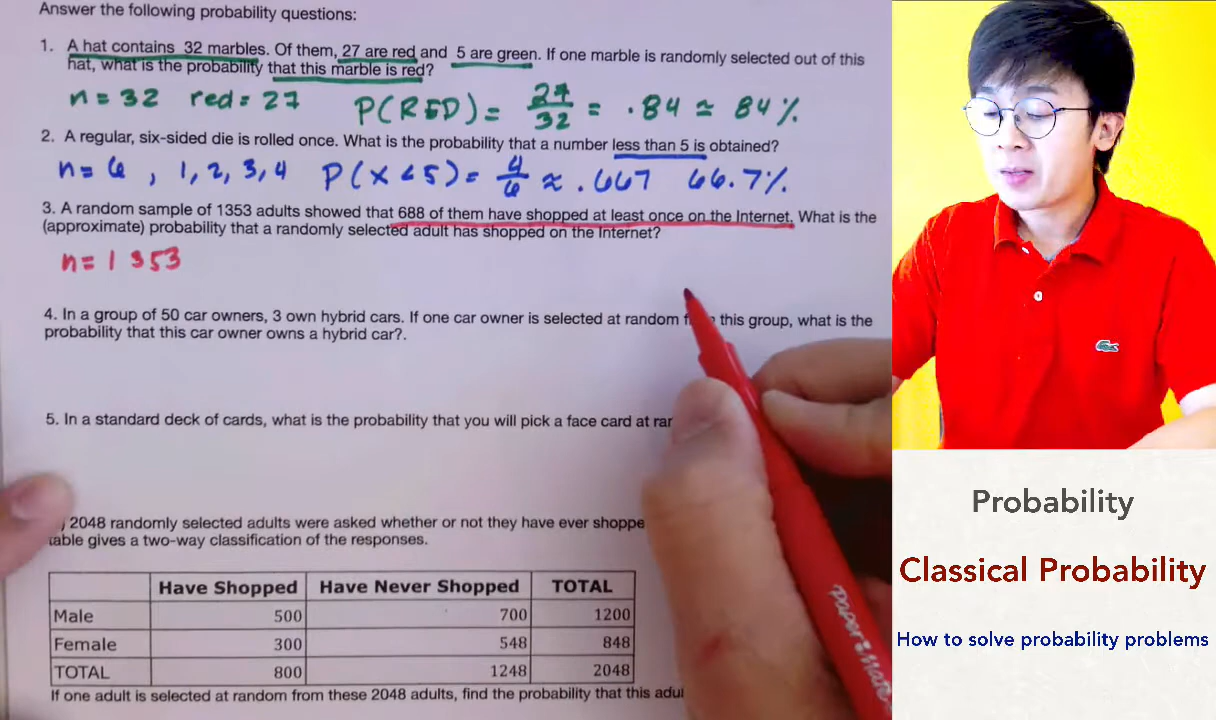 Answer the following probability questions:
1. A hat contains 32 marbles. Of them, 27 are red and 5 are green. If one marble is randomly selected out of this
hat, what is the probability that this marble is red?
n = 32 red = 27 P(RED) = 27/32 = .84 ≃ 84%
2. A regular, six-sided die is rolled once. What is the probability that a number less than 5 is obtained?
n = 6 , 1, 2, 3, 4 P(X < 5) = 4/6 ≈ .667 66.7%
3. A random sample of 1353 adults showed that 688 of them have shopped at least once on the Internet. What is the
(approximate) probability that a randomly selected adult has shopped on the Internet?
n = 1353
4. In a group of 50 car owners, 3 own hybrid cars. If one car owner is selected at random this group, what is the
probability that this car owner owns a hybrid car?.
5. In a standard deck of cards, what is the probability that you will pick a face card at
2048 randomly selected adults were asked whether or not they have ever
table gives a two-way classification of the responses.
Have Shopped Have Never Shopped TOTAL
Male 500 700 1200
Female 300 548 848
TOTAL 800 1248 2048
If one adult is selected at random from these 2048 adults, find the probability that this
Paper Mate
Probability
Classical Probability
How to solve probability problems